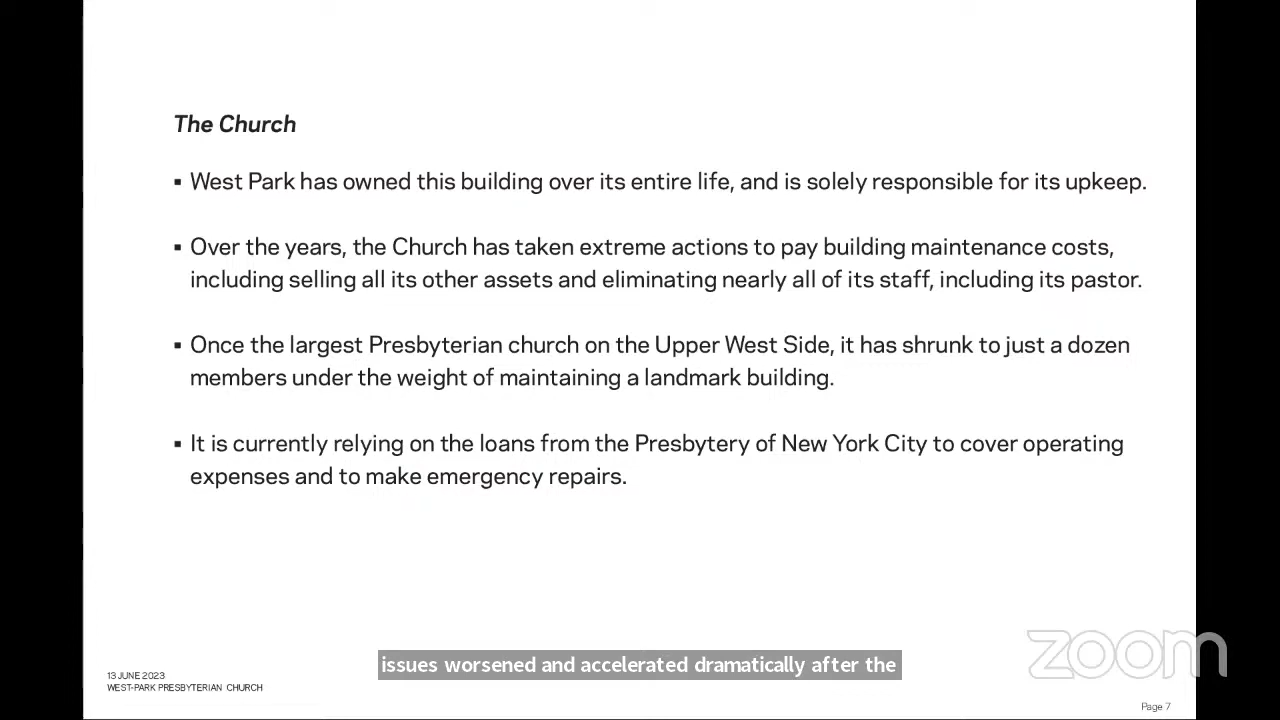 The Church
▪ West Park has owned this building over its entire life, and is solely responsible for its upkeep.
▪ Over the years, the Church has taken extreme actions to pay building maintenance costs,
including selling all its other assets and eliminating nearly all of its staff, including its pastor.
▪ Once the largest Presbyterian church on the Upper West Side, it has shrunk to just a dozen
members under the weight of maintaining a landmark building.
▪ It is currently relying on the loans from the Presbytery of New York City to cover operating
expenses and to make emergency repairs.
issues worsened and accelerated dramatically after the
zoom
13 JUNE 2023
WEST-PARK PRESBYTERIAN CHURCH
Page 7